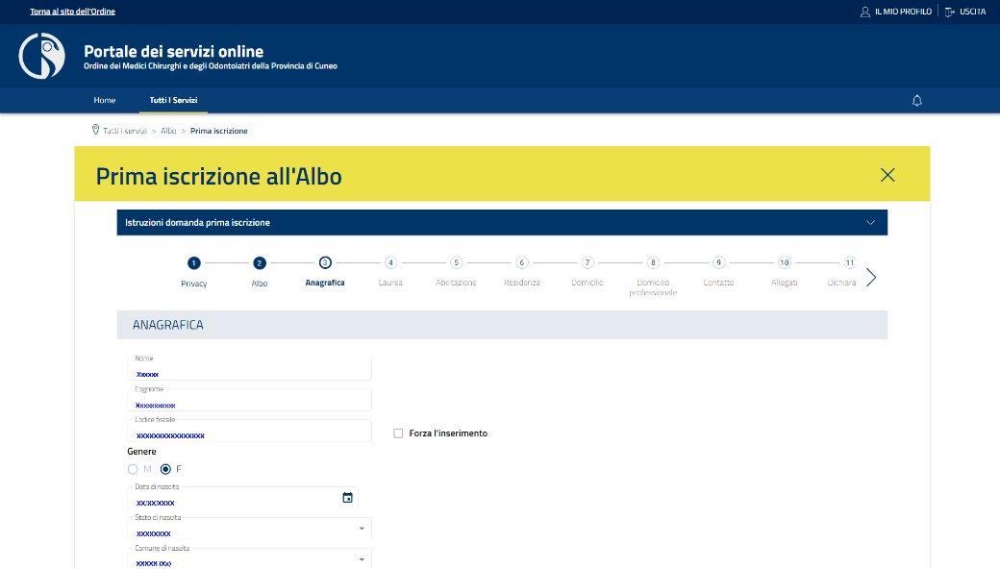 Torna al sito dell'Ordine
IL MIO PROFILO
USCITA
Portale dei servizi online
Ordine dei Medici Chirurghi e degli Odontoiatri della Provincia di Cuneo
Home
Tutti I Servizi
Tutti i servizi > Albo > Prima iscrizione
Prima iscrizione all'Albo
Istruzioni domanda prima iscrizione
1 2 3 4 5 6 7 8 9 10 11
Privacy Albo Anagrafica Laurea Abilitazione Residenza Domicilio Domicilio professionale Contatto Allegati Dichiara
ANAGRAFICA
Nome
Xxxxxx
Cognome
Xxxxxxxxxx
Codice fiscale
XXXXXXXXXXXXXXXX
Forza l'inserimento
Genere
M F
Data di nascita
XX/XX/XXXX
Stato di nascita
XXXXXXXX
Comune di nascita
XXXXX (Xx)